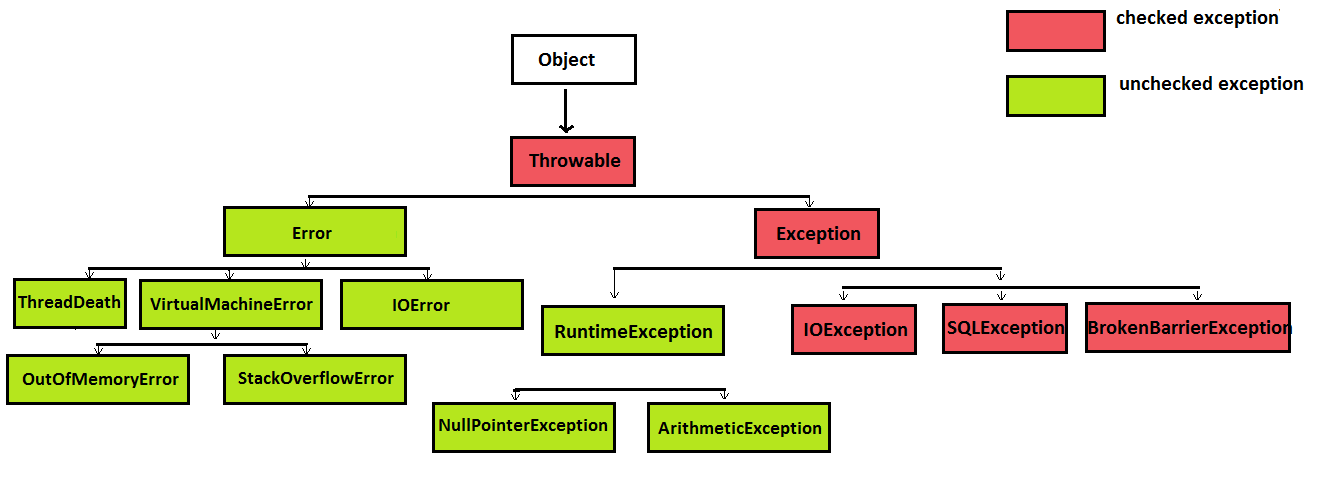 checked exception
Object
unchecked exception
Throwable
Error
Exception
ThreadDeath
VirtualMachineError
IOError
RuntimeException
IOException
SQLException
BrokenBarrierException
OutOfMemoryError
StackOverflowError
NullPointerException
ArithmeticException